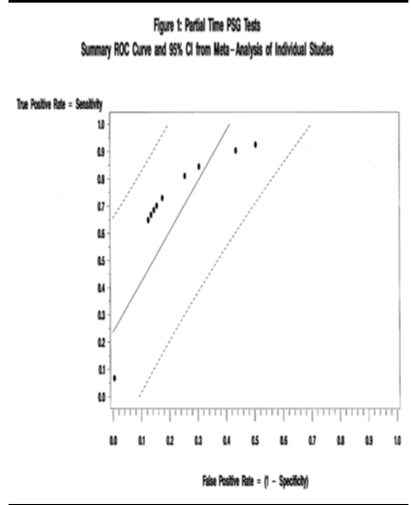 Figure 1: Partial Time PSG Tests
Summary ROC Curve and 95% CI from Meta-Analysis of Individual Studies
True Positive Rate = Sensitivity
1.0
0.9
0.8
0.7
0.6
0.5
0.4
0.3
0.2
0.1
0.0
0.0 0.1 0.2 0.3 0.4 0.5 0.6 0.7 0.8 0.9 1.0
False Positive Rate = (1 - Specificity)